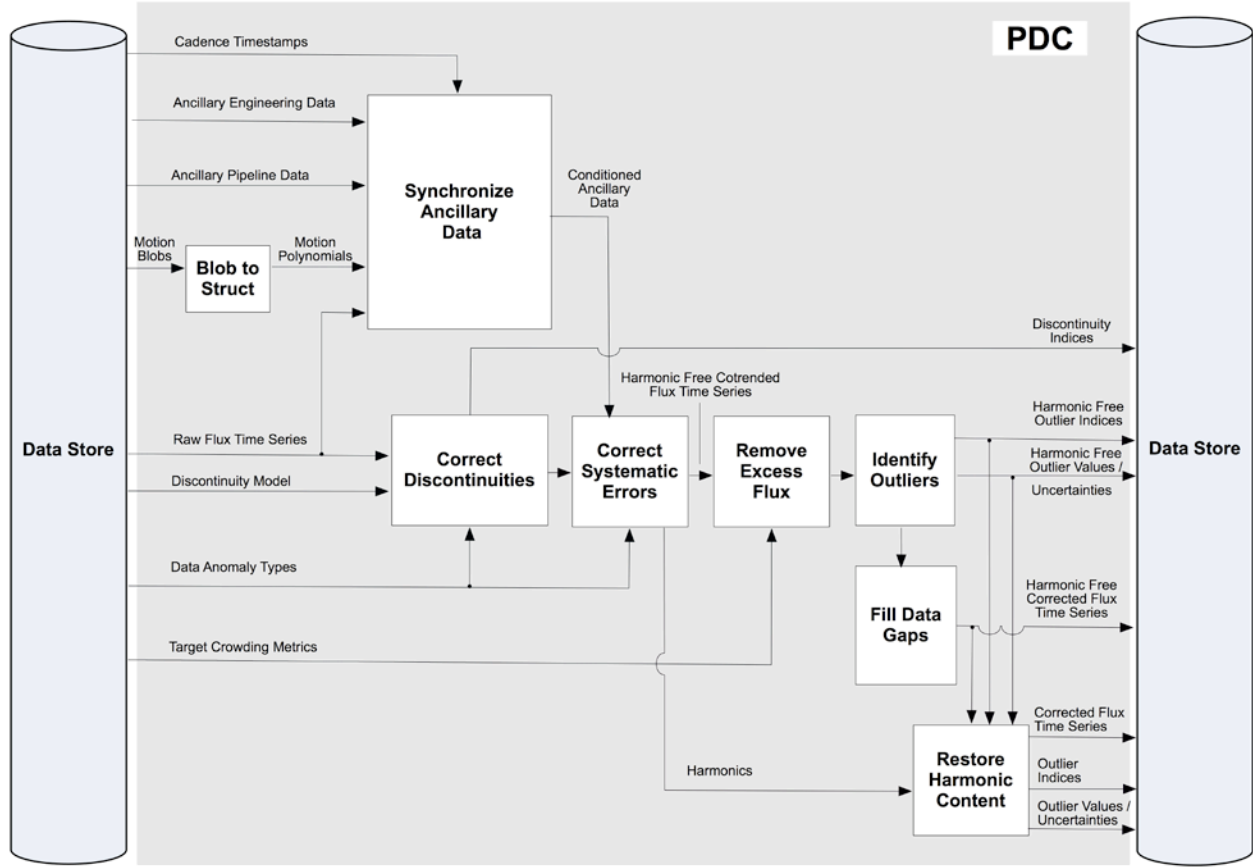 PDC
Cadence Timestamps
Ancillary Engineering Data
Ancillary Pipeline Data
Motion
Blobs
Blob to
Struct
Motion
Polynomials
Synchronize
Ancillary
Data
Conditioned
Ancillary
Data
Discontinuity
Indices
Harmonic Free Cotrended
Flux Time Series
Data Store
Raw Flux Time Series
Discontinuity Model
Correct
Discontinuities
Correct
Systematic
Errors
Remove
Excess
Flux
Identify
Outliers
Harmonic Free
Outlier Indices
Harmonic Free
Outlier Values /
Uncertainties
Data Store
Data Anomaly Types
Fill Data
Gaps
Harmonic Free
Corrected Flux
Time Series
Target Crowding Metrics
Harmonics
Restore
Harmonic
Content
Corrected Flux
Time Series
Outlier
Indices
Outlier Values /
Uncertainties